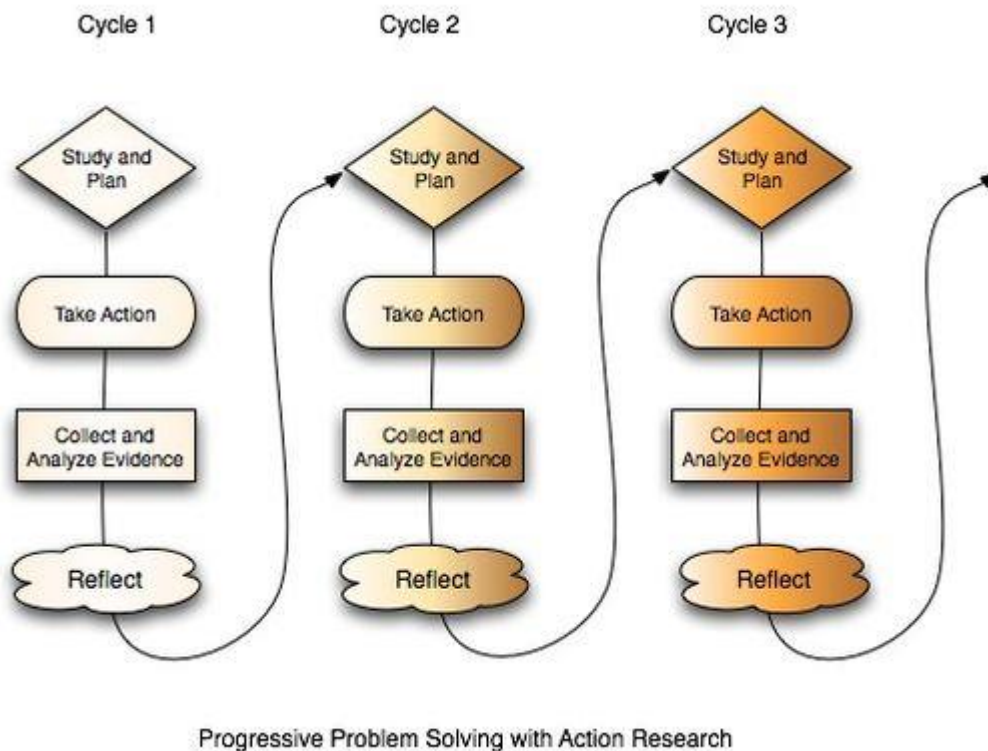 Cycle 1
Study and
Plan
Take Action
Collect and
Analyze Evidence
Reflect
Cycle 2
Study and
Plan
Take Action
Collect and
Analyze Evidence
Reflect
Cycle 3
Study and
Plan
Take Action
Collect and
Analyze Evidence
Reflect
Progressive Problem Solving with Action Research